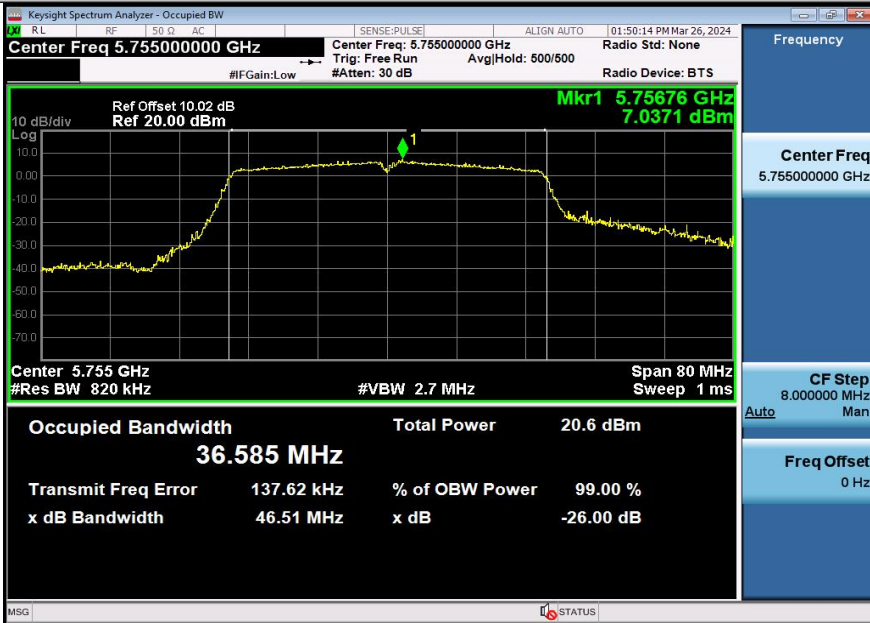 Keysight Spectrum Analyzer - Occupied BW
LXI RL RF 50 Ω AC SENSE:PULSE ALIGN AUTO 01:50:14 PM Mar 26, 2024
Center Freq 5.755000000 GHz
Center Freq: 5.755000000 GHz Radio Std: None
Trig: Free Run Avg|Hold: 500/500
#IFGain:Low #Atten: 30 dB Radio Device: BTS
Ref Offset 10.02 dB Mkr1 5.75676 GHz
10 dB/div Ref 20.00 dBm 7.0371 dBm
Log
1
10.0
0.00
-10.0
-20.0
-30.0
-40.0
-50.0
-60.0
-70.0
Center 5.755 GHz Span 80 MHz
#Res BW 820 kHz #VBW 2.7 MHz Sweep 1 ms
Occupied Bandwidth Total Power 20.6 dBm
36.585 MHz
Transmit Freq Error 137.62 kHz % of OBW Power 99.00 %
x dB Bandwidth 46.51 MHz x dB -26.00 dB
MSG STATUS
Frequency
Center Freq
5.755000000 GHz
CF Step
8.000000 MHz
Auto Man
Freq Offset
0 Hz